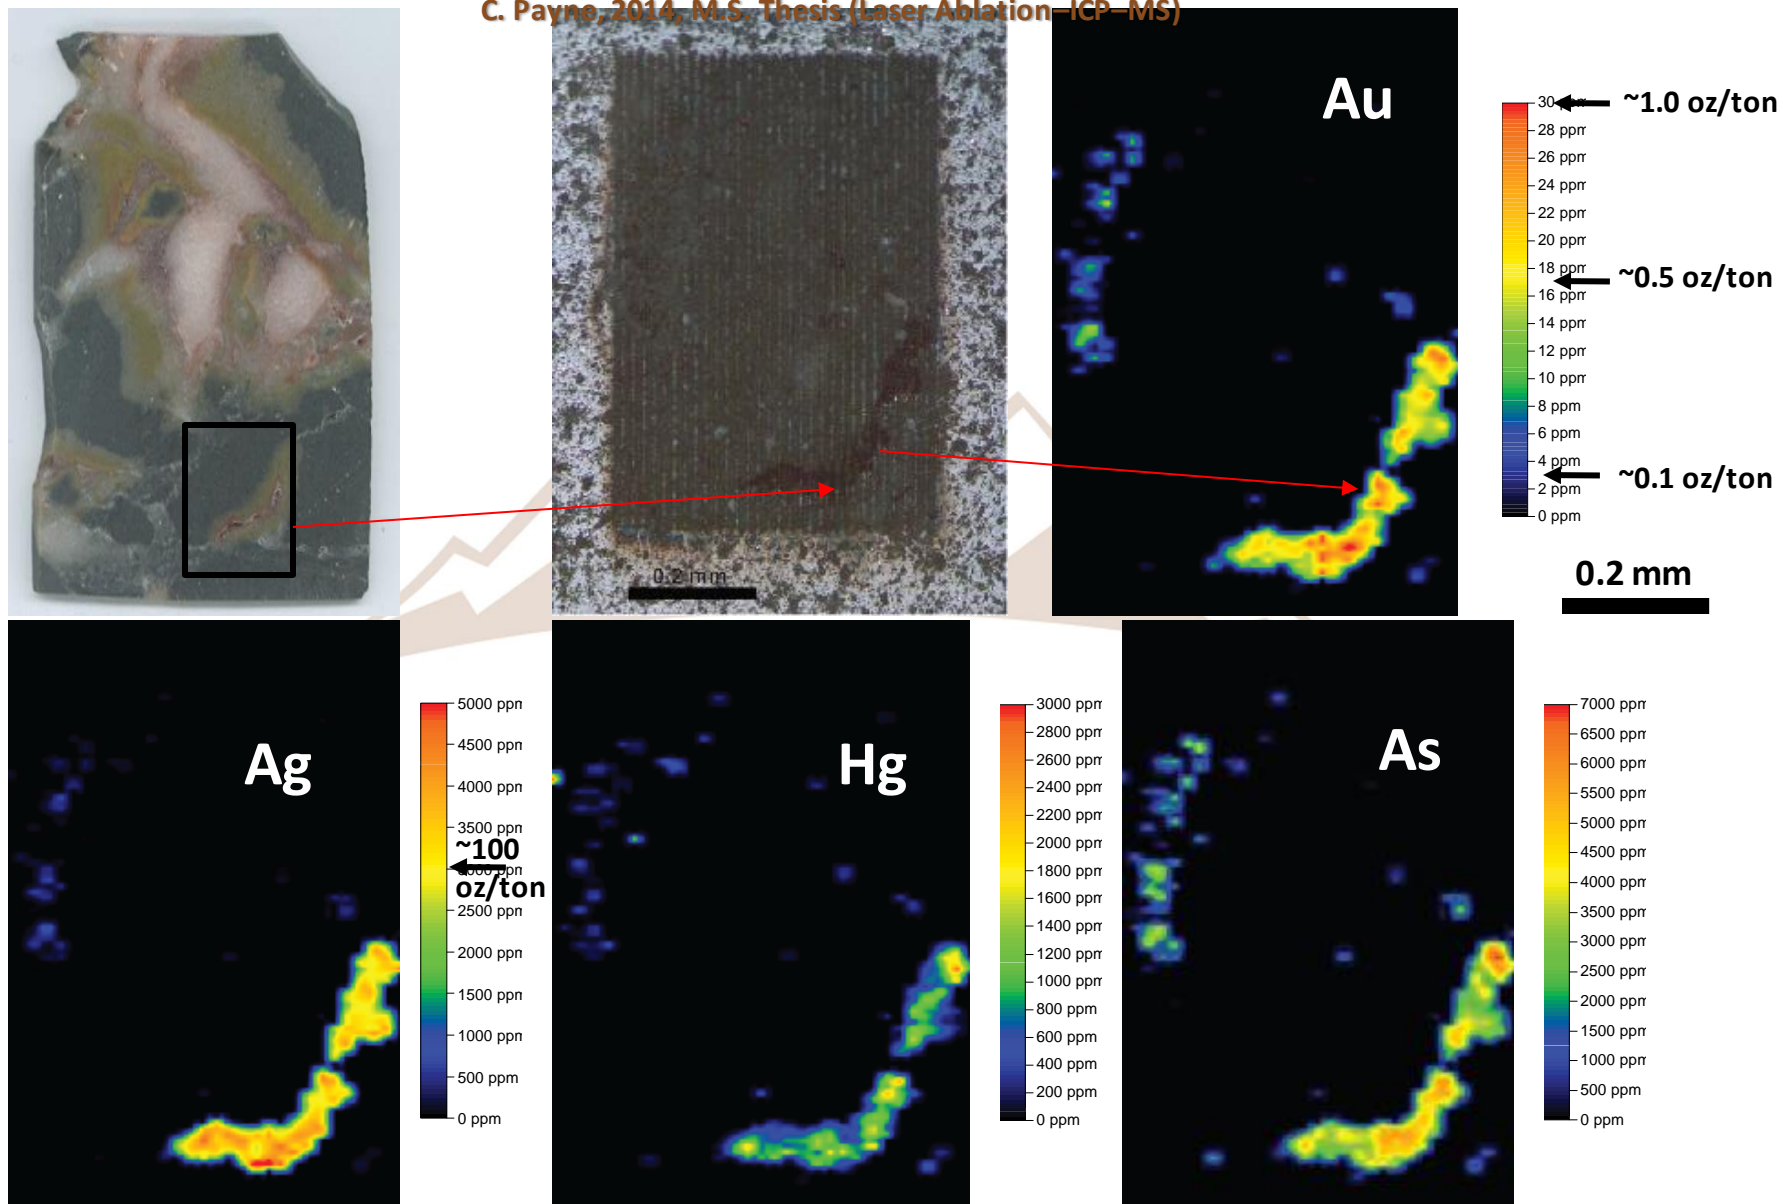 C. Payne, 2014, M.S. Thesis (Laser Ablation–ICP–MS)
0.2 mm
Au
30
28 ppm
26 ppm
24 ppm
22 ppm
20 ppm
18 ppm
16 ppm
14 ppm
12 ppm
10 ppm
8 ppm
6 ppm
4 ppm
2 ppm
0 ppm
~1.0 oz/ton
~0.5 oz/ton
~0.1 oz/ton
0.2 mm
Ag
5000 ppm
4500 ppm
4000 ppm
3500 ppm
3000 ppm
2500 ppm
2000 ppm
1500 ppm
1000 ppm
500 ppm
0 ppm
~100
oz/ton
Hg
3000 ppm
2800 ppm
2600 ppm
2400 ppm
2200 ppm
2000 ppm
1800 ppm
1600 ppm
1400 ppm
1200 ppm
1000 ppm
800 ppm
600 ppm
400 ppm
200 ppm
0 ppm
As
7000 ppm
6500 ppm
6000 ppm
5500 ppm
5000 ppm
4500 ppm
4000 ppm
3500 ppm
3000 ppm
2500 ppm
2000 ppm
1500 ppm
1000 ppm
500 ppm
0 ppm